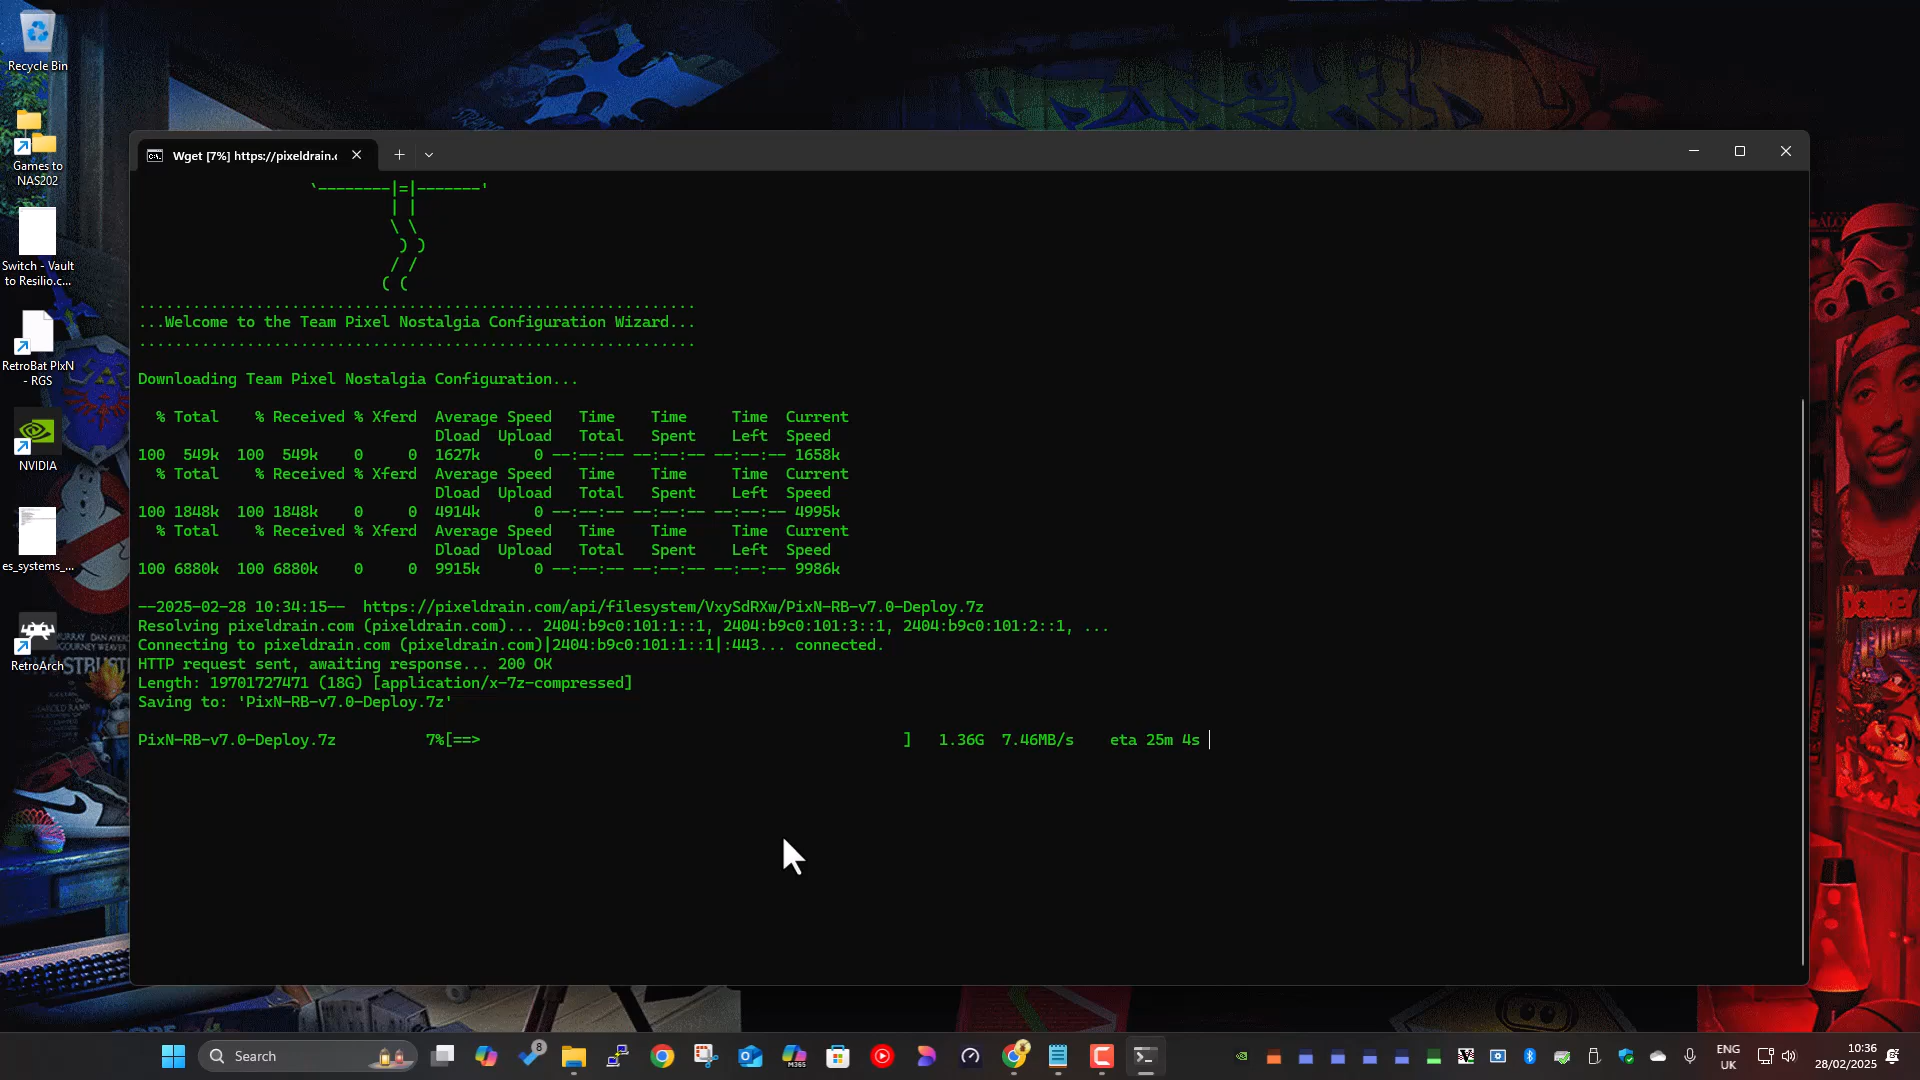 Recycle Bin
Games to
NAS202
Switch - Vault
to Resilio.c...
RetroBat PIxN
- RGS
NVIDIA
es_systems_...
RetroArch
Wget [7%] https://pixeldrain.c
`--------|=|-------'
| |
\ \
) )
/ /
( (
..............................................................
...Welcome to the Team Pixel Nostalgia Configuration Wizard...
..............................................................
Downloading Team Pixel Nostalgia Configuration...
% Total    % Received % Xferd  Average Speed   Time    Time     Time  Current
Dload  Upload   Total   Spent    Left  Speed
100  549k  100  549k    0     0  1627k      0 --:--:-- --:--:-- --:--:-- 1658k
% Total    % Received % Xferd  Average Speed   Time    Time     Time  Current
Dload  Upload   Total   Spent    Left  Speed
100 1848k  100 1848k    0     0  4914k      0 --:--:-- --:--:-- --:--:-- 4995k
% Total    % Received % Xferd  Average Speed   Time    Time     Time  Current
Dload  Upload   Total   Spent    Left  Speed
100 6880k  100 6880k    0     0  9915k      0 --:--:-- --:--:-- --:--:-- 9986k
--2025-02-28 10:34:15--  https://pixeldrain.com/api/filesystem/VxySdRXw/PixN-RB-v7.0-Deploy.7z
Resolving pixeldrain.com (pixeldrain.com)... 2404:b9c0:101:1::1, 2404:b9c0:101:3::1, 2404:b9c0:101:2::1, ...
Connecting to pixeldrain.com (pixeldrain.com)|2404:b9c0:101:1::1|:443... connected.
HTTP request sent, awaiting response... 200 OK
Length: 19701727471 (18G) [application/x-7z-compressed]
Saving to: 'PixN-RB-v7.0-Deploy.7z'
PixN-RB-v7.0-Deploy.7z          7%[==>                                               ]   1.36G  7.46MB/s    eta 25m 4s
Search
8
M365
ENG
UK
10:36
28/02/2025